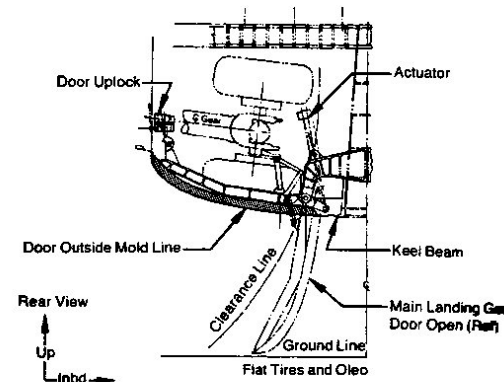 Door Uplock
Actuator
℄ Gear
Door Outside Mold Line
Keel Beam
Clearance Line
Rear View
Main Landing Ge
Door Open (Ref)
Up
Ground Line
Inbd
Flat Tires and Oleo